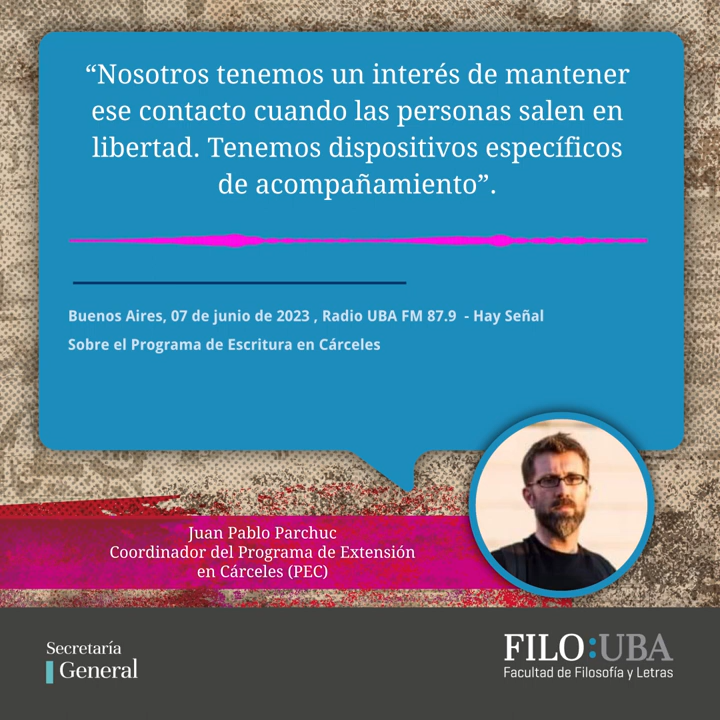 “Nosotros tenemos un interés de mantener
ese contacto cuando las personas salen en
libertad. Tenemos dispositivos específicos
de acompañamiento”.
Buenos Aires, 07 de junio de 2023 , Radio UBA FM 87.9 - Hay Señal
Sobre el Programa de Escritura en Cárceles
Juan Pablo Parchuc
Coordinador del Programa de Extensión
en Cárceles (PEC)
Secretaría
General
FILO:UBA
Facultad de Filosofía y Letras